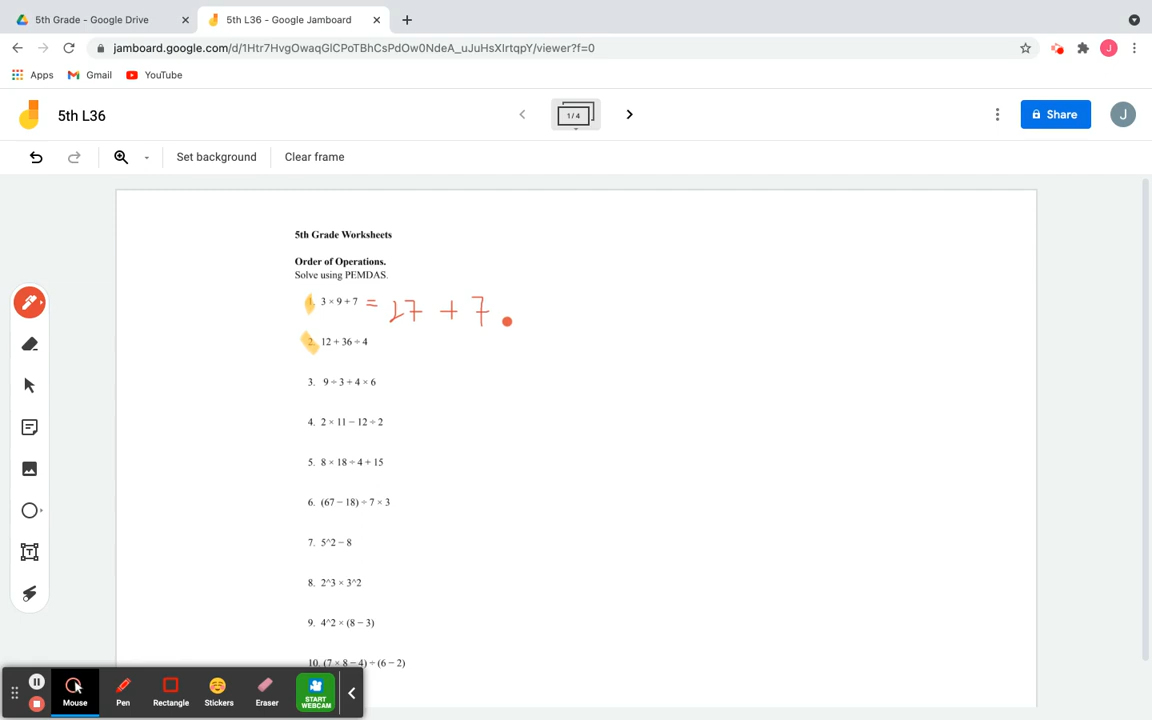 5th Grade - Google Drive
5th L36 - Google Jamboard
jamboard.google.com/d/1Htr7HvgOwaqGlCPoTBhCsPdOw0NdeA_uJuHsXIrtqpY/viewer?f=0
J
Apps
Gmail
YouTube
5th L36
1/4
Share
J
Set background
Clear frame
5th Grade Worksheets
Order of Operations.
Solve using PEMDAS.
1. 3 × 9 + 7 = 27 + 7
2. 12 + 36 ÷ 4
3. 9 ÷ 3 + 4 × 6
4. 2 × 11 − 12 ÷ 2
5. 8 × 18 ÷ 4 + 15
6. (67 − 18) ÷ 7 × 3
7. 5^2 − 8
8. 2^3 × 3^2
9. 4^2 × (8 − 3)
10. (7 × 8 − 4) ÷ (6 − 2)
Mouse
Pen
Rectangle
Stickers
Eraser
START
WEBCAM